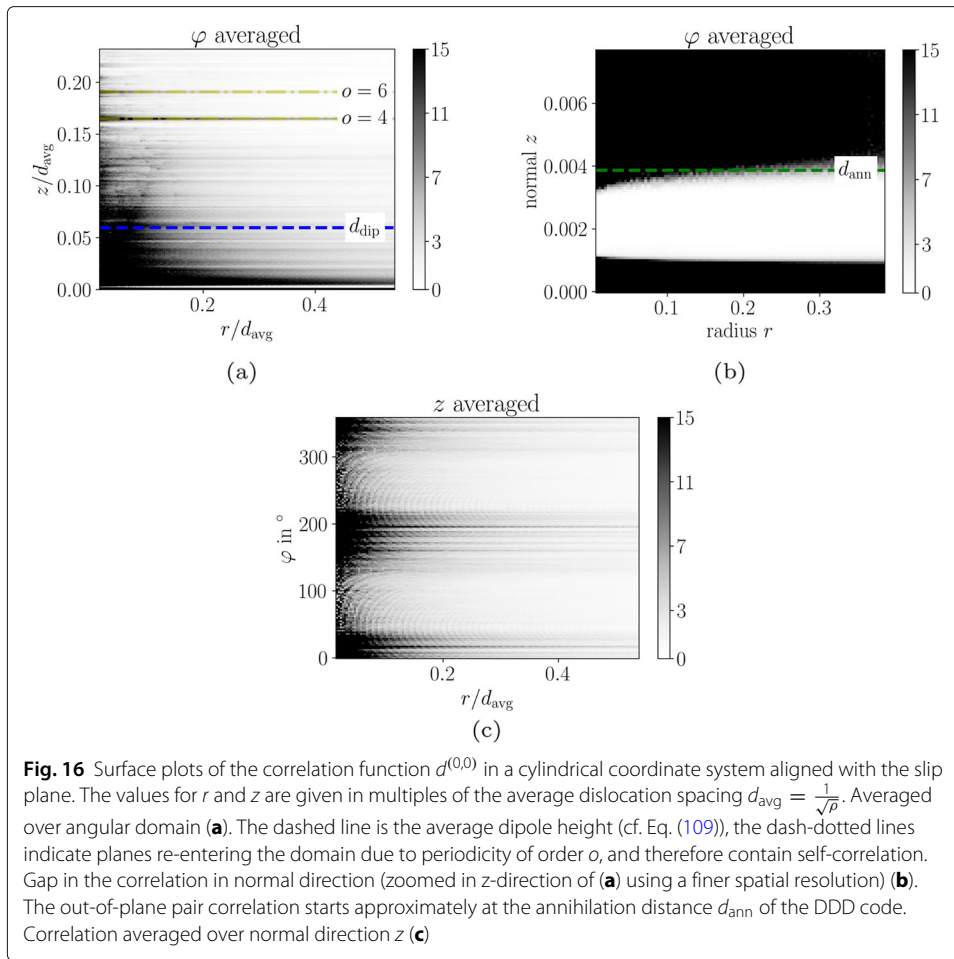 φ averaged
15
11
7
3
0
0.20
0.15
0.10
0.05
0.00
z/d_avg
o = 6
o = 4
d_dip
0.2
0.4
r/d_avg
(a)
φ averaged
15
11
7
3
0
0.006
0.004
0.002
0.000
normal z
d_ann
0.1
0.2
0.3
radius r
(b)
z averaged
15
11
7
3
0
300
200
100
0
φ in °
0.2
0.4
r/d_avg
(c)
Fig. 16 Surface plots of the correlation function d^(0,0) in a cylindrical coordinate system aligned with the slip
plane. The values for r and z are given in multiples of the average dislocation spacing d_avg = 1/√ρ. Averaged
over angular domain (a). The dashed line is the average dipole height (cf. Eq. (109)), the dash-dotted lines
indicate planes re-entering the domain due to periodicity of order o, and therefore contain self-correlation.
Gap in the correlation in normal direction (zoomed in z-direction of (a) using a finer spatial resolution) (b).
The out-of-plane pair correlation starts approximately at the annihilation distance d_ann of the DDD code.
Correlation averaged over normal direction z (c)